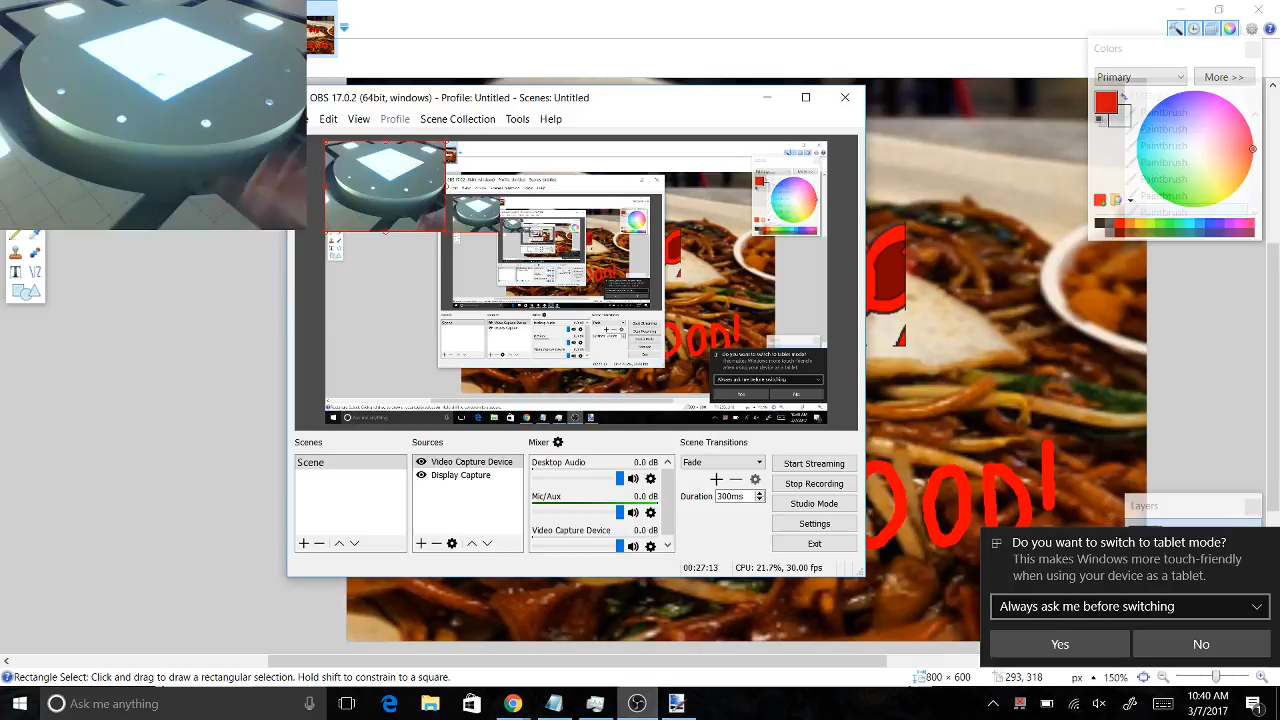 OBS 17.0.2 (64bit, windows) - Profile: Untitled - Scenes: Untitled
Edit View Profile Scene Collection Tools Help
Colors
Primary More >>
Paintbrush
Paintbrush
Paintbrush
Paintbrush
Paintbrush
Paintbrush
Paintbrush
Scenes Sources Mixer Scene Transitions
Scene
Video Capture Device
Display Capture
Desktop Audio 0.0 dB
Mic/Aux 0.0 dB
Video Capture Device 0.0 dB
Fade
Duration 300ms
Start Streaming
Stop Recording
Studio Mode
Settings
Exit
00:27:13 CPU: 21.7%, 30.00 fps
Layers
Do you want to switch to tablet mode?
This makes Windows more touch-friendly
when using your device as a tablet.
Always ask me before switching
Yes No
Rectangle Select: Click and drag to draw a rectangular selection. Hold shift to constrain to a square.
800 × 600 293, 318 px 150%
Ask me anything
10:40 AM
3/7/2017